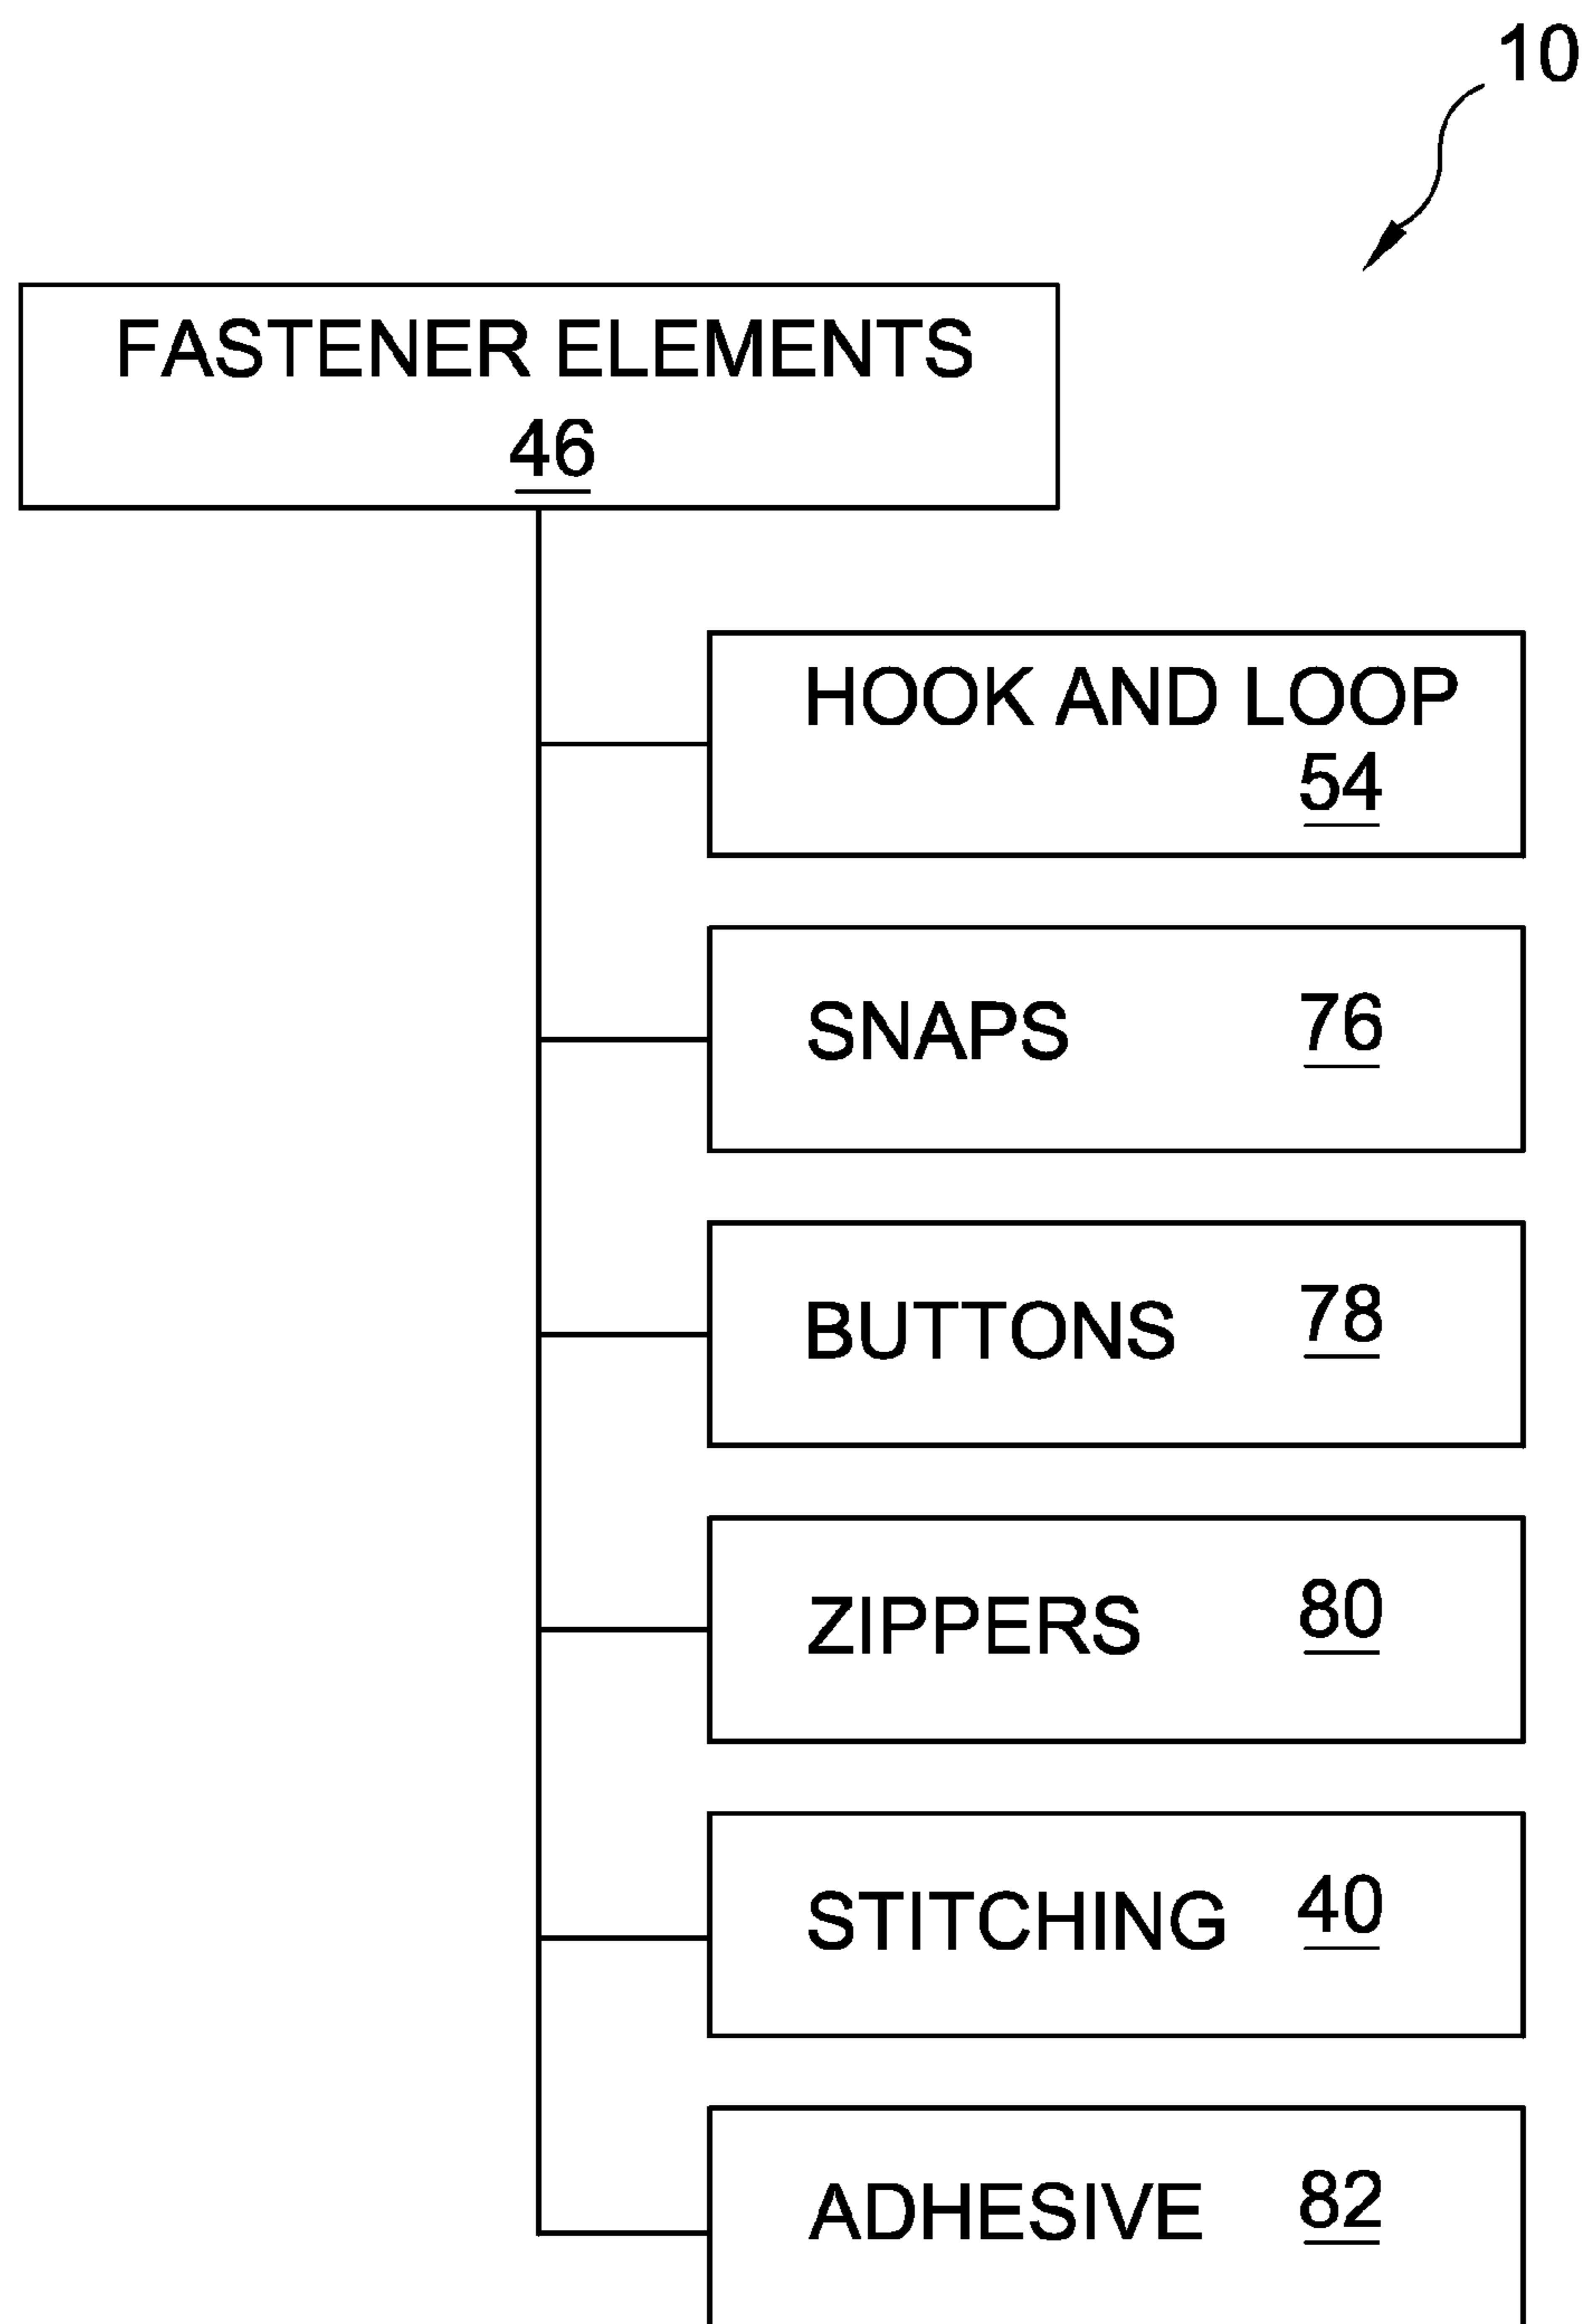 10
FASTENER ELEMENTS
46
HOOK AND LOOP
54
SNAPS 76
BUTTONS 78
ZIPPERS 80
STITCHING 40
ADHESIVE 82